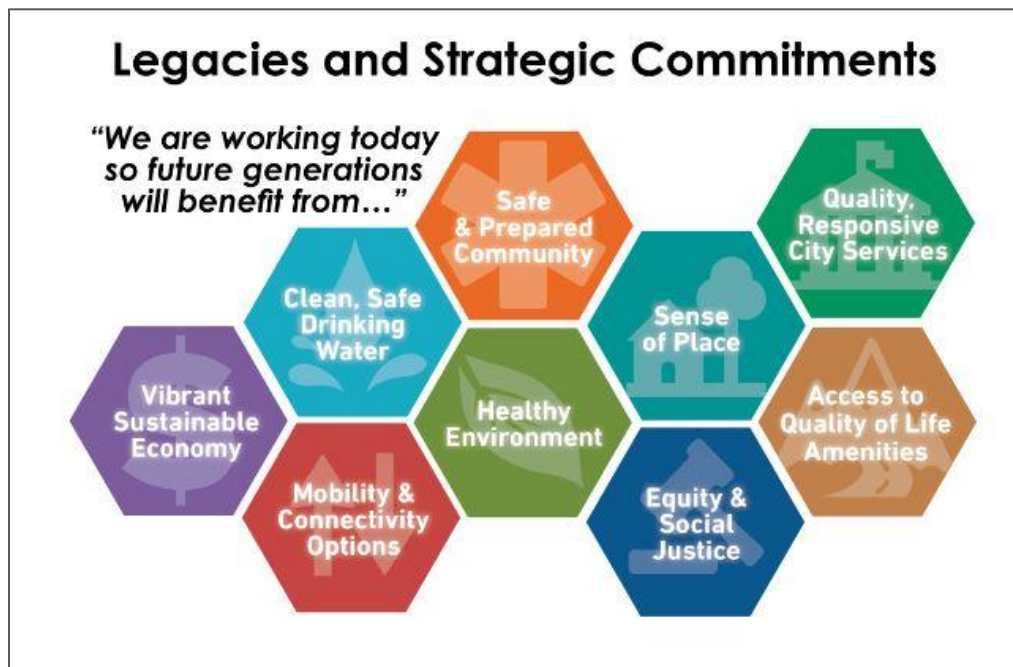 Legacies and Strategic Commitments
“We are working today
so future generations
will benefit from...”
Safe
& Prepared
Community
Quality,
Responsive
City Services
Clean, Safe
Drinking
Water
Sense
of Place
Vibrant
Sustainable
Economy
Healthy
Environment
Access to
Quality of Life
Amenities
Mobility &
Connectivity
Options
Equity &
Social
Justice